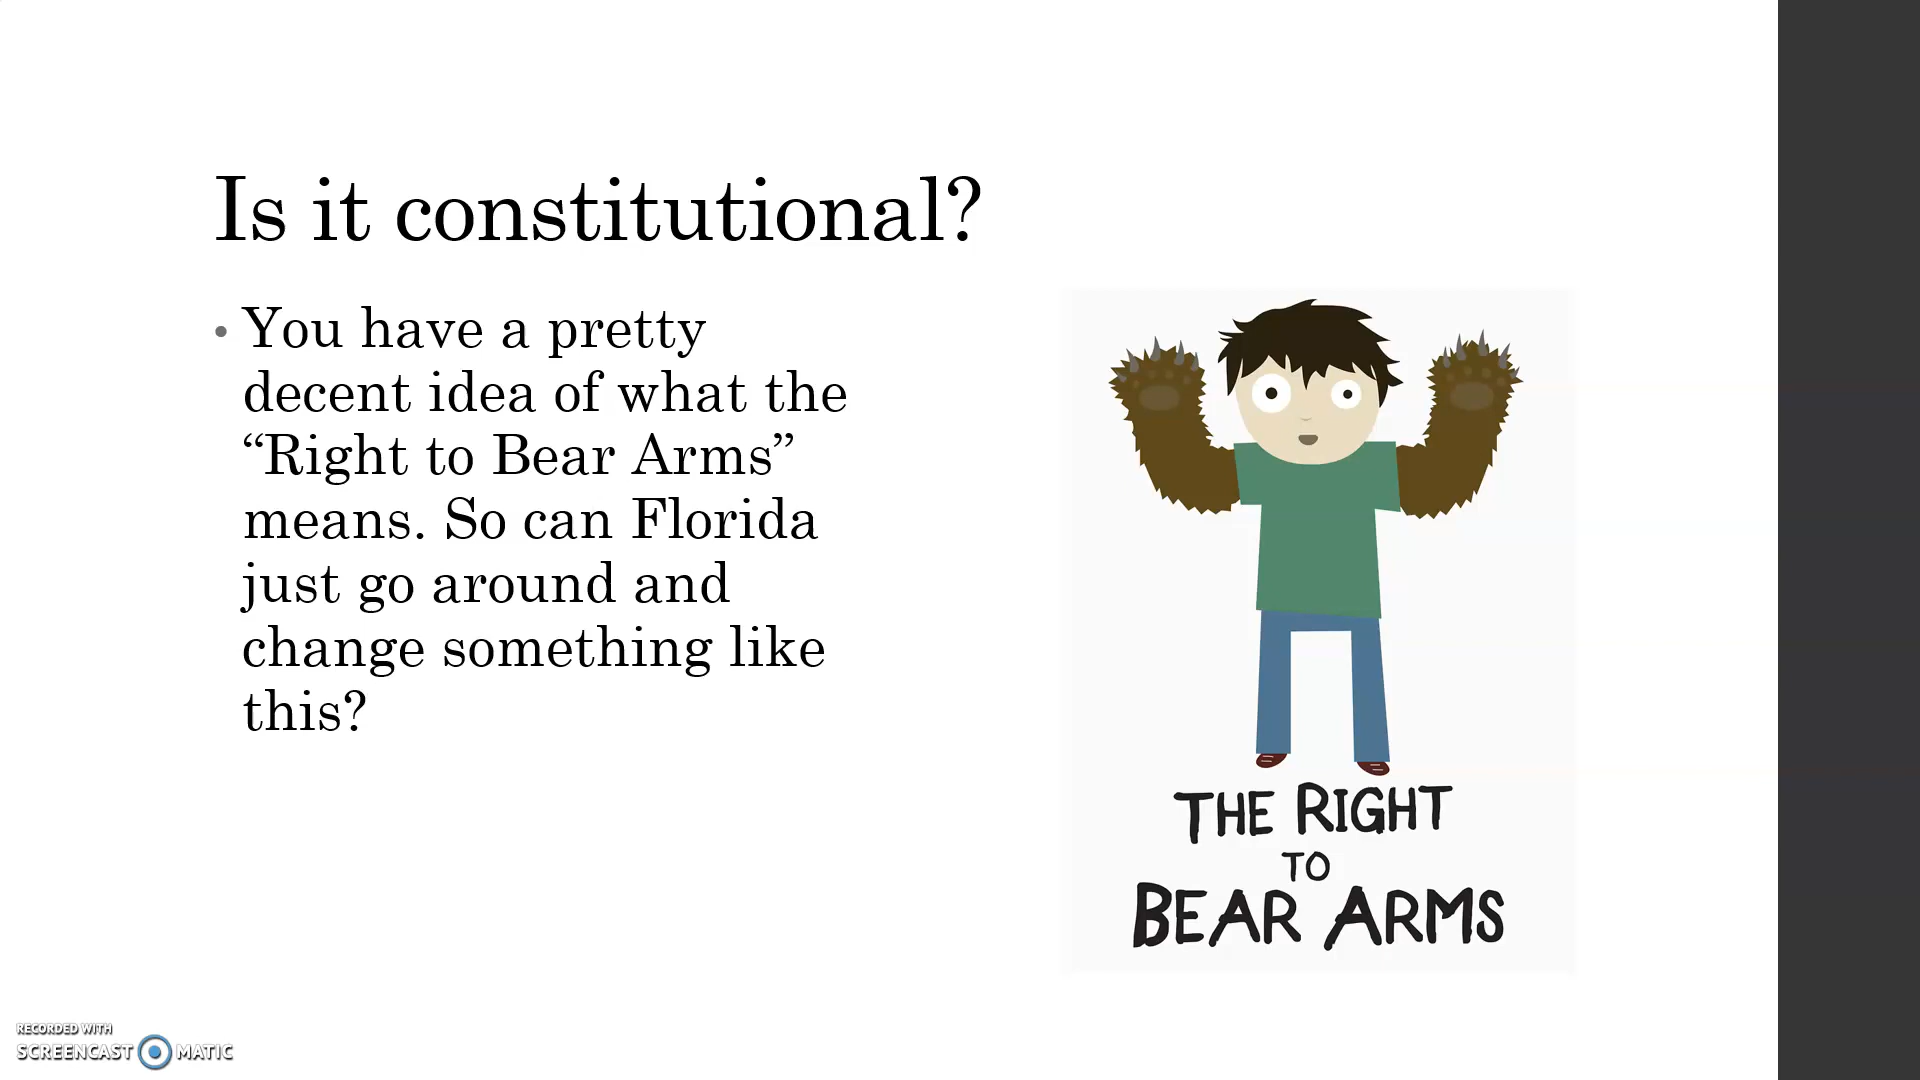 Is it constitutional?
• You have a pretty
decent idea of what the
“Right to Bear Arms”
means. So can Florida
just go around and
change something like
this?
THE RIGHT
TO
BEAR ARMS
RECORDED WITH
SCREENCAST MATIC